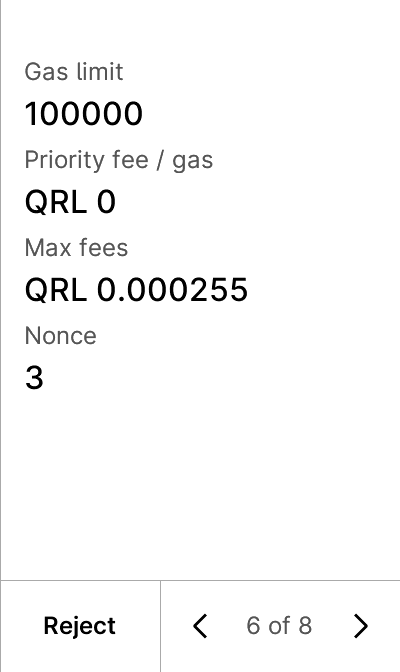 Gas limit
100000
Priority fee / gas
QRL 0
Max fees
QRL 0.000255
Nonce
3
Reject
6 of 8